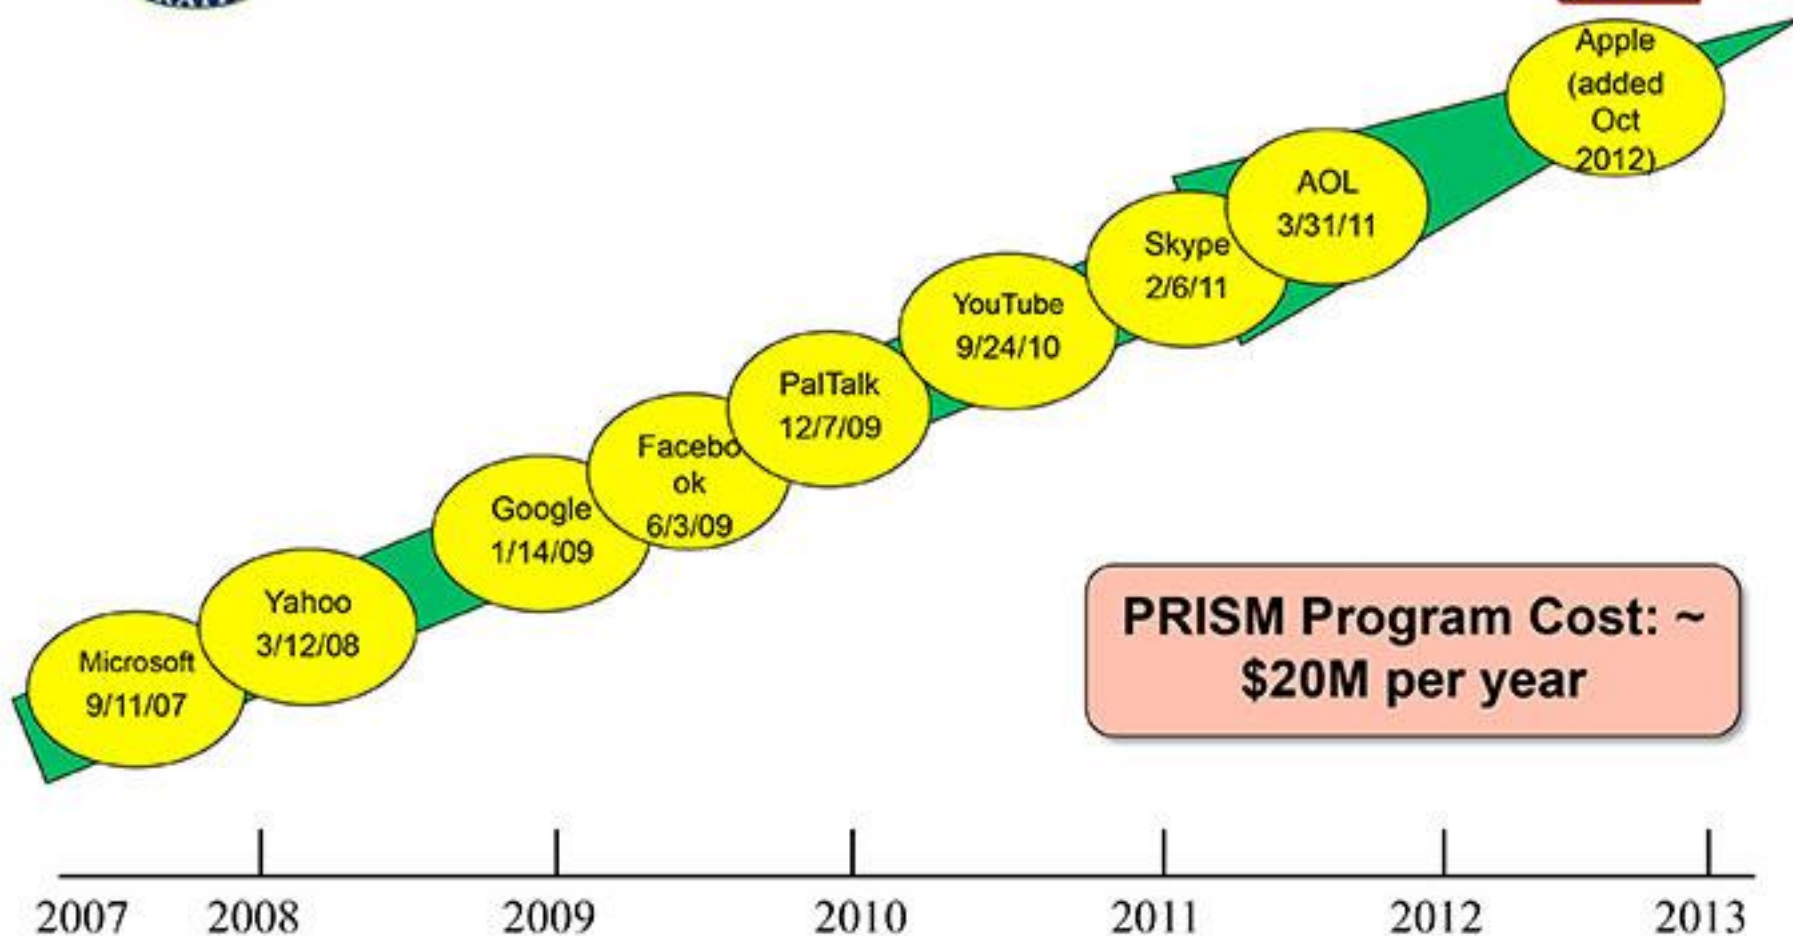 Apple
(added
Oct
2012)
AOL
3/31/11
Skype
2/6/11
YouTube
9/24/10
PalTalk
12/7/09
Facebo
ok
6/3/09
Google
1/14/09
Yahoo
3/12/08
Microsoft
9/11/07
PRISM Program Cost: ~
$20M per year
2007 2008 2009 2010 2011 2012 2013